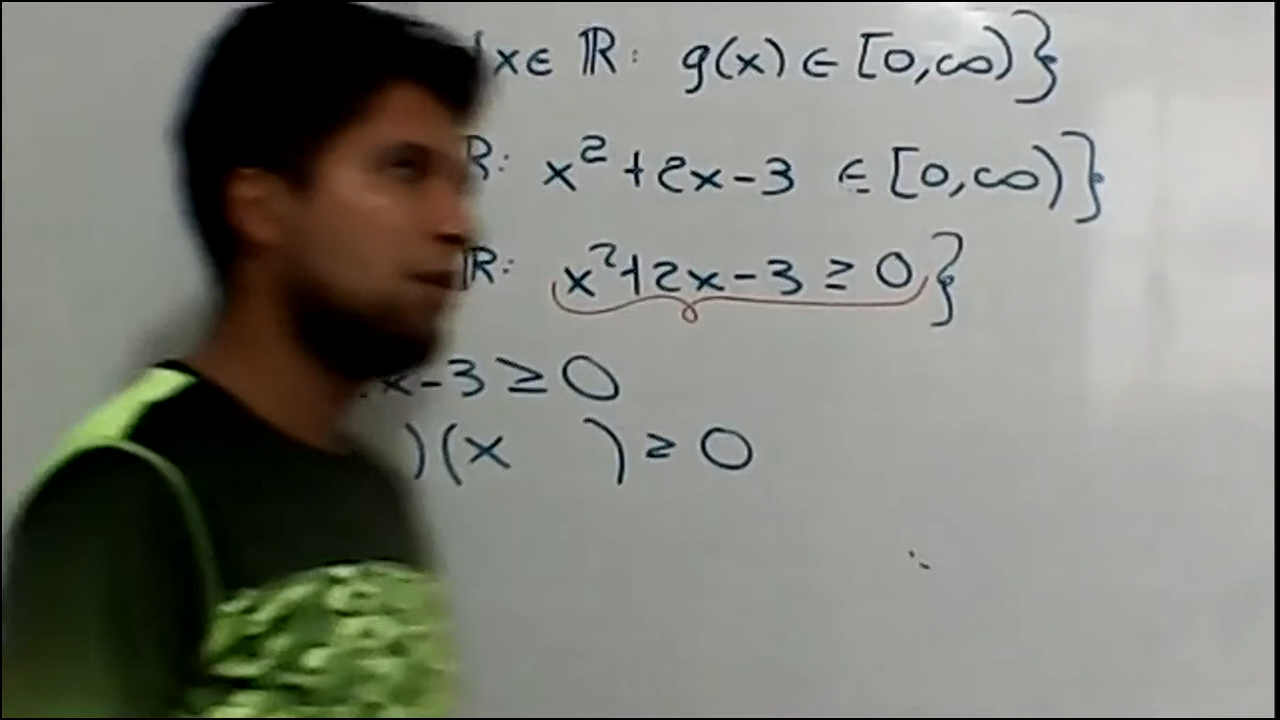 x ∈ ℝ: g(x) ∈ [0,∞)}
ℝ: x²+2x-3 ∈ [0,∞)}
ℝ: x²+2x-3 ≥ 0}
x-3 ≥ 0
)(x ) ≥ 0